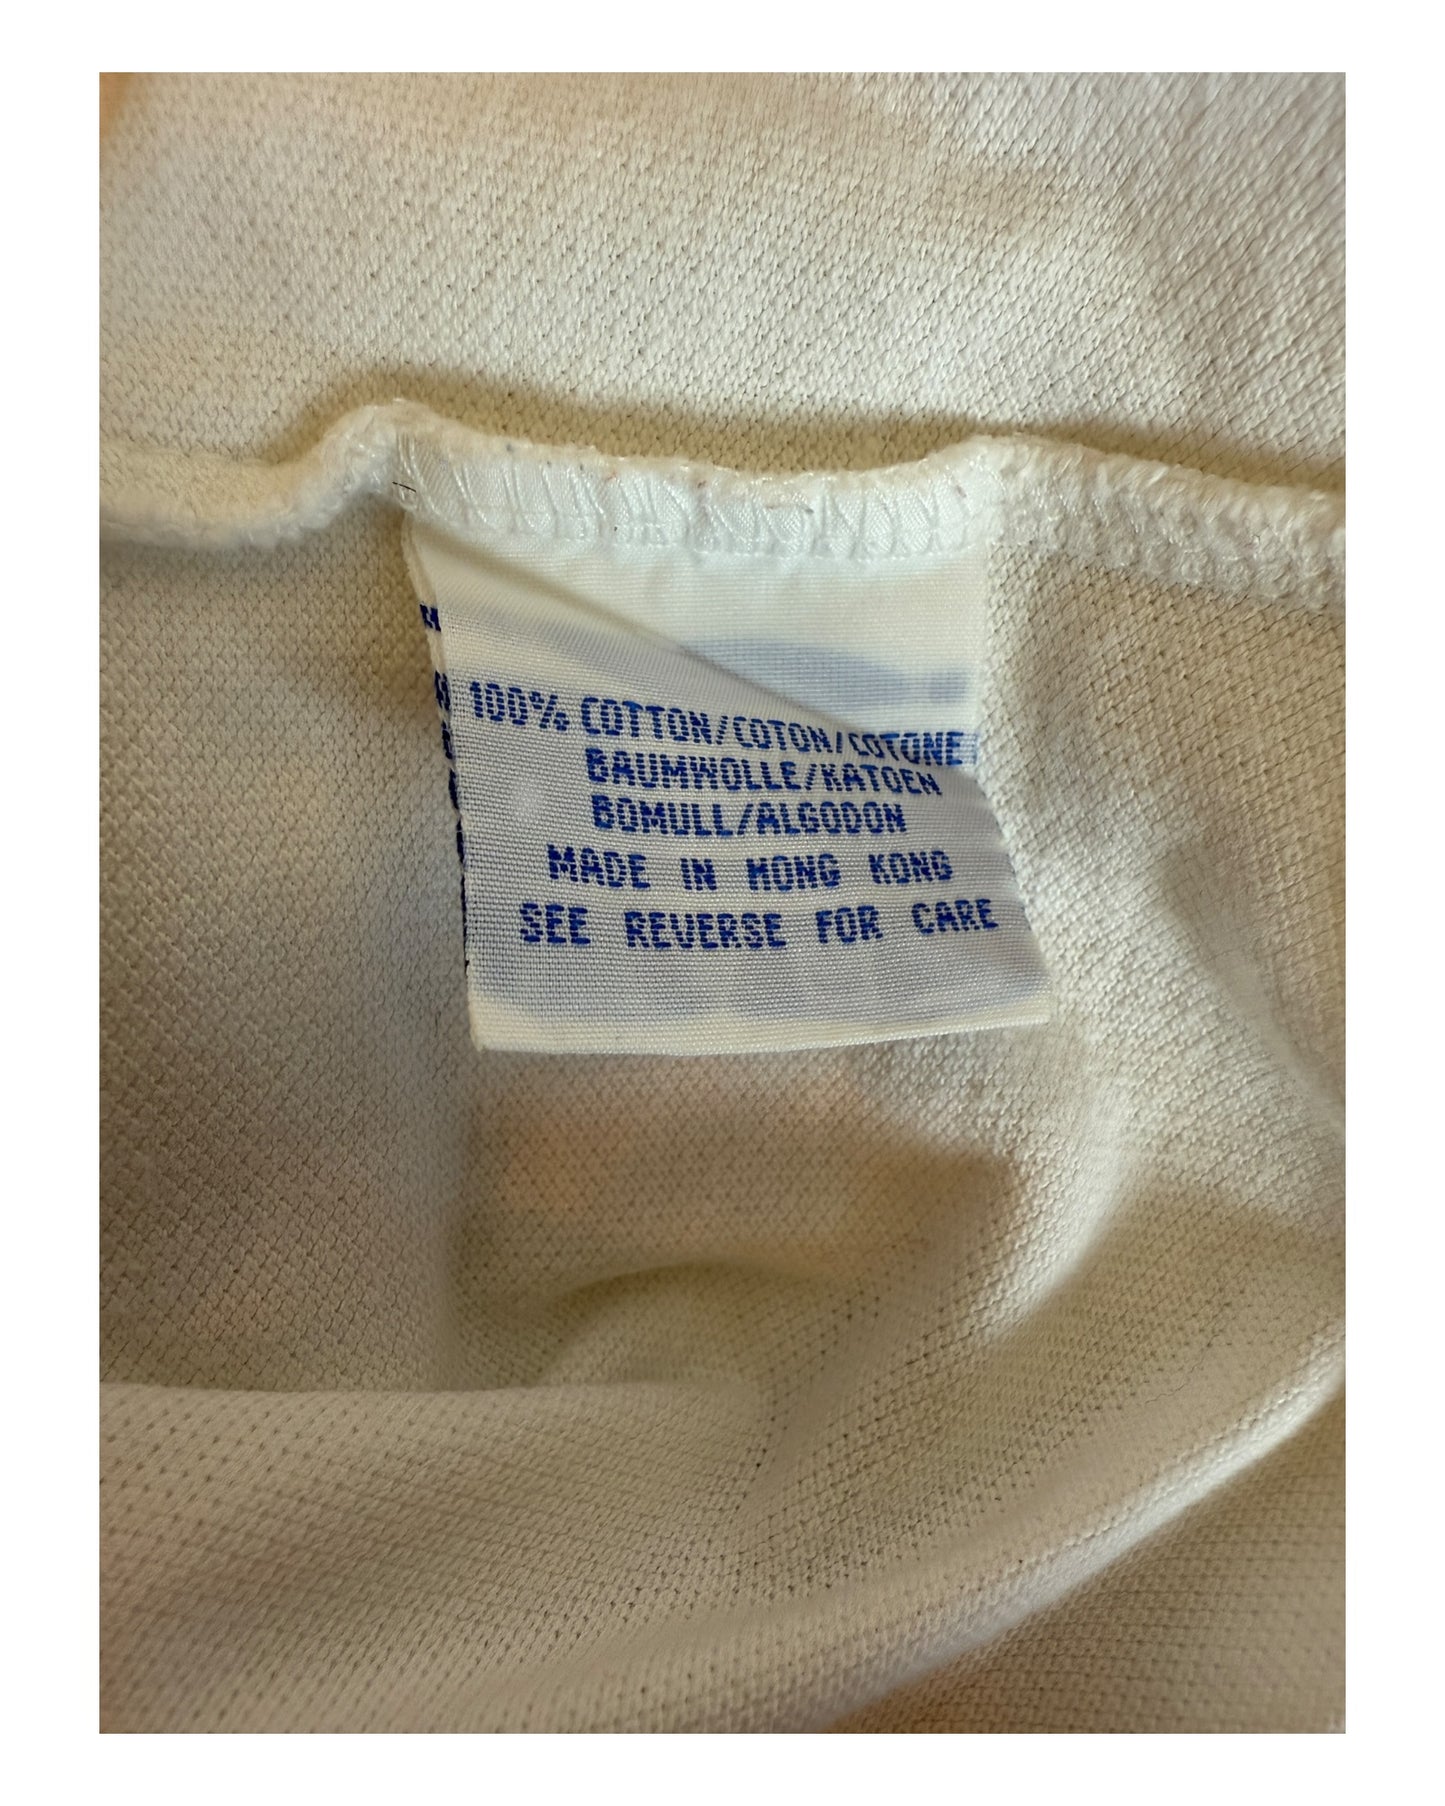 100% COTTON/COTON/COTONE
BAUMWOLLE/KATOEN
BOMULL/ALGODON
MADE IN HONG KONG
SEE REVERSE FOR CARE